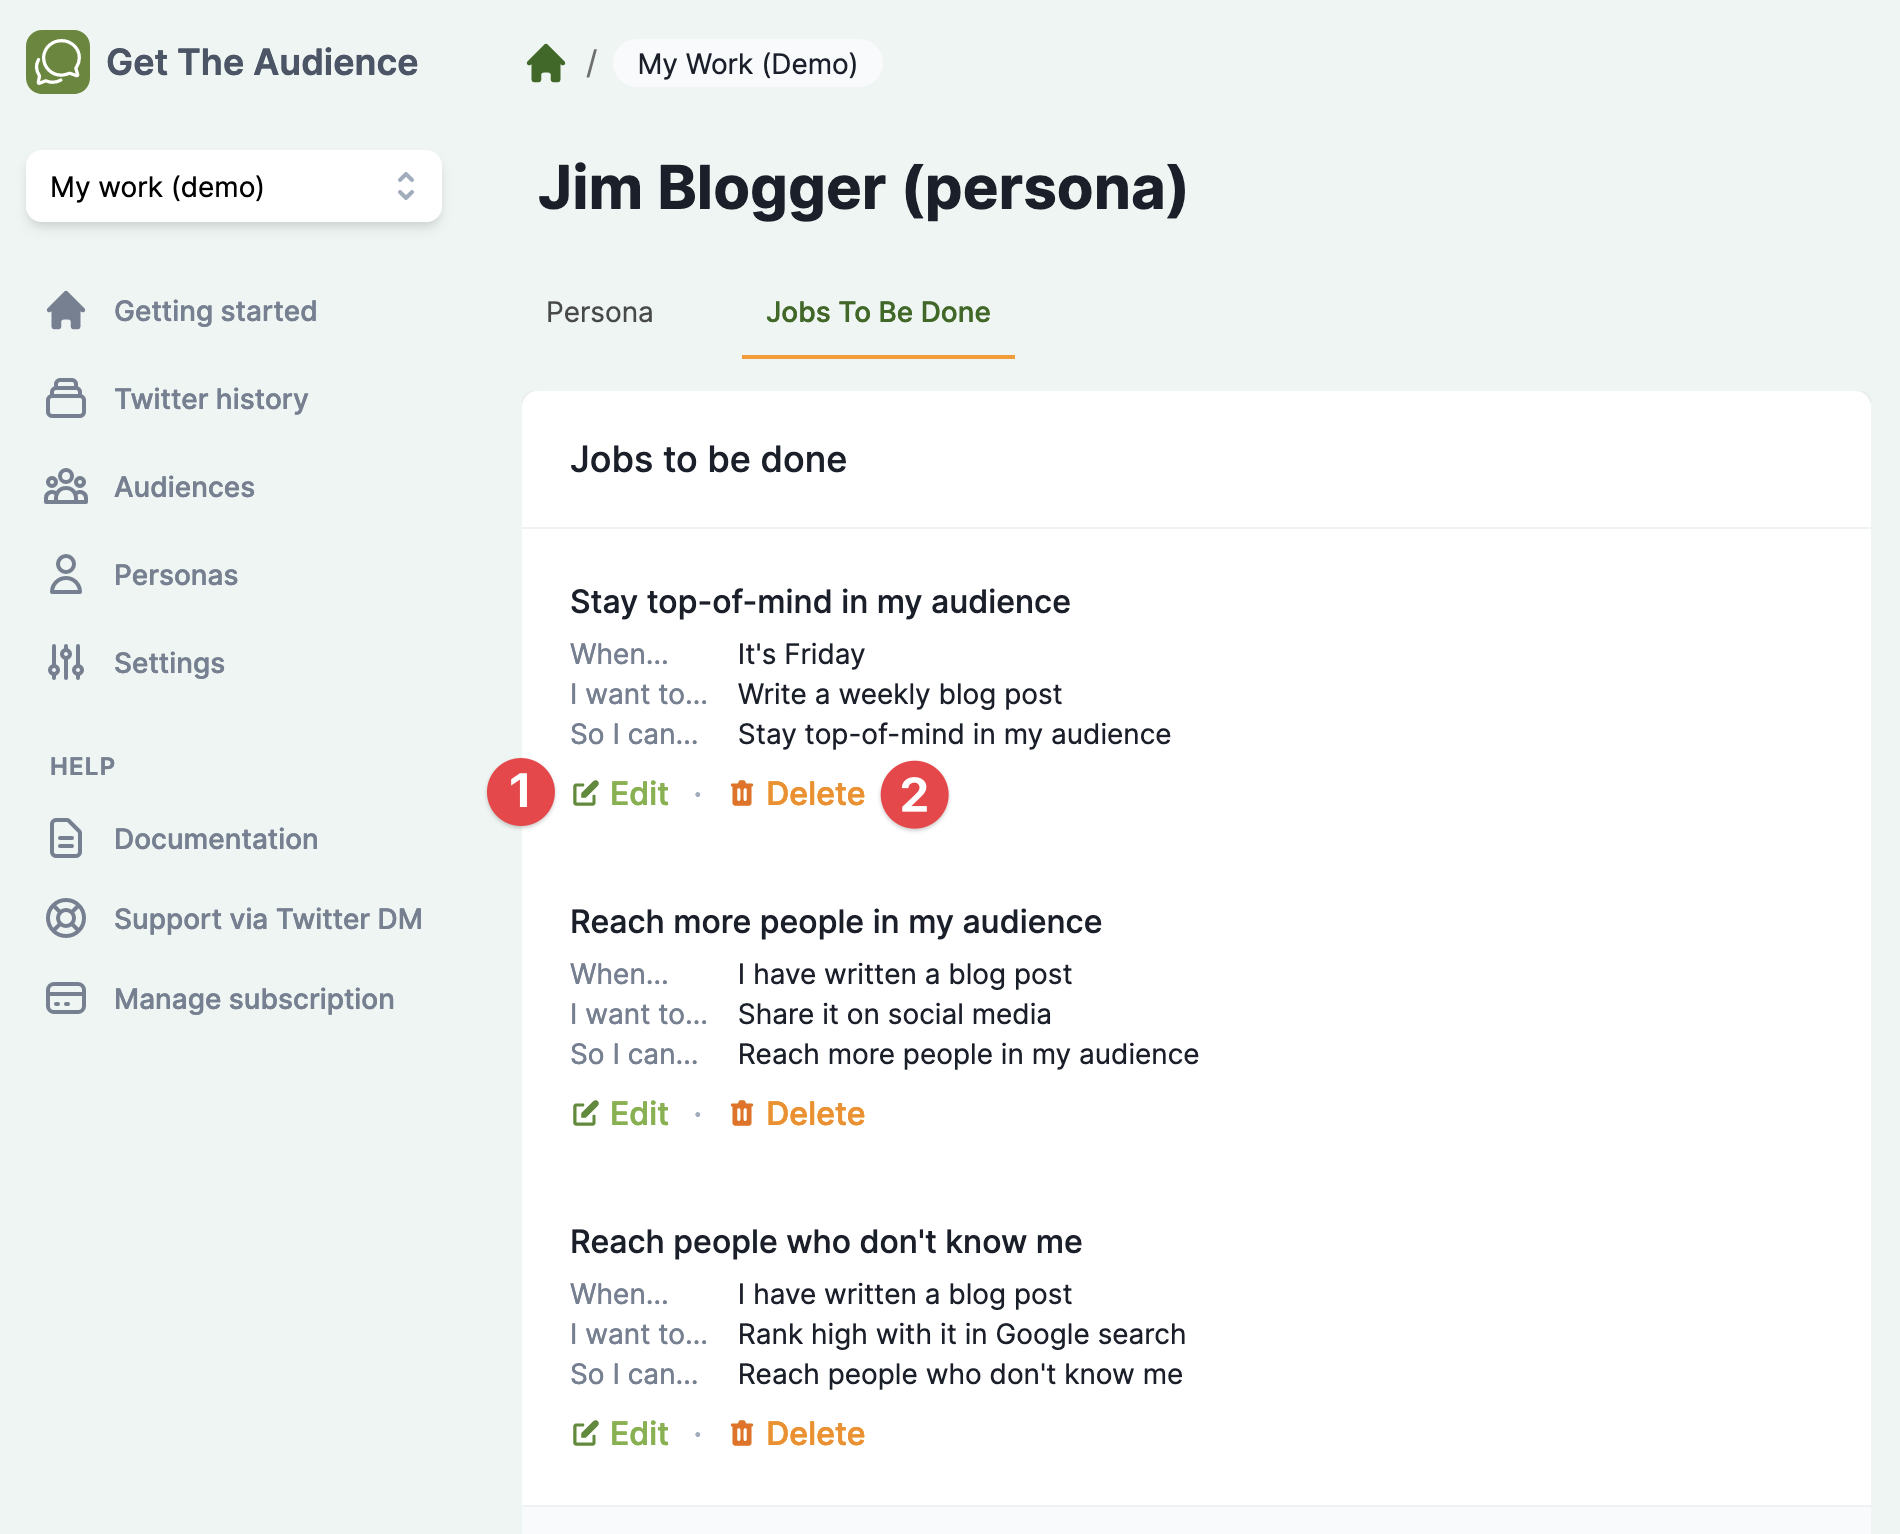 Get The Audience
/ My Work (Demo)
My work (demo)
Jim Blogger (persona)
Getting started
Twitter history
Audiences
Personas
Settings
HELP
Documentation
Support via Twitter DM
Manage subscription
Persona
Jobs To Be Done
Jobs to be done
Stay top-of-mind in my audience
When... It's Friday
I want to... Write a weekly blog post
So I can... Stay top-of-mind in my audience
1 Edit · Delete 2
Reach more people in my audience
When... I have written a blog post
I want to... Share it on social media
So I can... Reach more people in my audience
Edit · Delete
Reach people who don't know me
When... I have written a blog post
I want to... Rank high with it in Google search
So I can... Reach people who don't know me
Edit · Delete